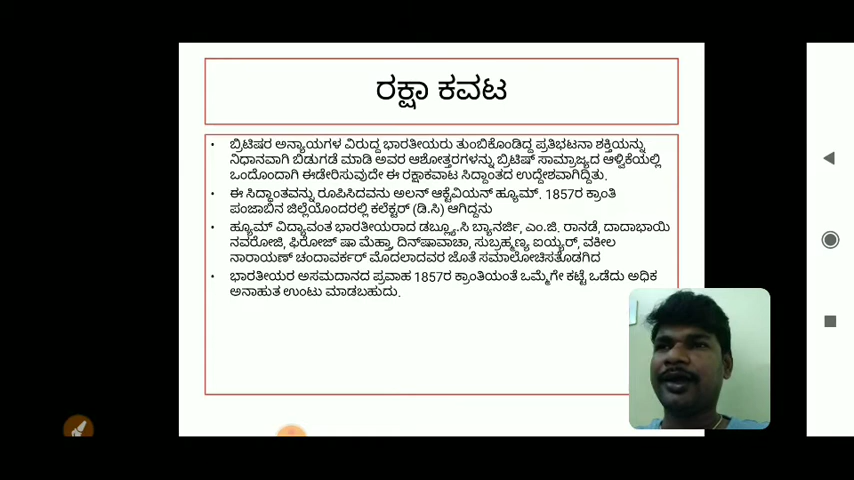 ರಕ್ಷಾ ಕವಟ
• ಬ್ರಿಟಿಷರ ಅನ್ಯಾಯಗಳ ವಿರುದ್ಧ ಭಾರತೀಯರು ತುಂಬಿಕೊಂಡಿದ್ದ ಪ್ರತಿಭಟನಾ ಶಕ್ತಿಯನ್ನು
ನಿಧಾನವಾಗಿ ಬಿಡುಗಡೆ ಮಾಡಿ ಅವರ ಆಶೋತ್ತರಗಳನ್ನು ಬ್ರಿಟಿಷ್ ಸಾಮ್ರಾಜ್ಯದ ಆಳ್ವಿಕೆಯಲ್ಲಿ
ಒಂದೊಂದಾಗಿ ಈಡೇರಿಸುವುದೇ ಈ ರಕ್ಷಾಕವಾಟ ಸಿದ್ದಾಂತದ ಉದ್ದೇಶವಾಗಿದ್ದಿತು.
• ಈ ಸಿದ್ಧಾಂತವನ್ನು ರೂಪಿಸಿದವನು ಅಲನ್ ಆಕ್ಟೆವಿಯನ್ ಹ್ಯೂಮ್. 1857ರ ಕ್ರಾಂತಿ
ಪಂಜಾಬಿನ ಜಿಲ್ಲೆಯೊಂದರಲ್ಲಿ ಕಲೆಕ್ಟರ್ (ಡಿ.ಸಿ) ಆಗಿದ್ದನು
• ಹ್ಯೂಮ್ ವಿದ್ಯಾವಂತ ಭಾರತೀಯರಾದ ಡಬ್ಲ್ಯೂ.ಸಿ ಬ್ಯಾನರ್ಜಿ, ಎಂ.ಜಿ. ರಾನಡೆ, ದಾದಾಭಾಯಿ
ನವರೋಜಿ, ಫಿರೋಜ್ ಷಾ ಮೆಹ್ತಾ, ದಿನ್‌ಷಾವಾಚಾ, ಸುಬ್ರಹ್ಮಣ್ಯ ಐಯ್ಯರ್, ವಕೀಲ
ನಾರಾಯಣ್ ಚಂದಾವರ್ಕರ್ ಮೊದಲಾದವರ ಜೊತೆ ಸಮಾಲೋಚಿಸತೊಡಗಿದ
• ಭಾರತೀಯರ ಅಸಮದಾನದ ಪ್ರವಾಹ 1857ರ ಕ್ರಾಂತಿಯಂತೆ ಒಮ್ಮೆಗೇ ಕಟ್ಟೆ ಒಡೆದು ಅಧಿಕ
ಅನಾಹುತ ಉಂಟು ಮಾಡಬಹುದು.